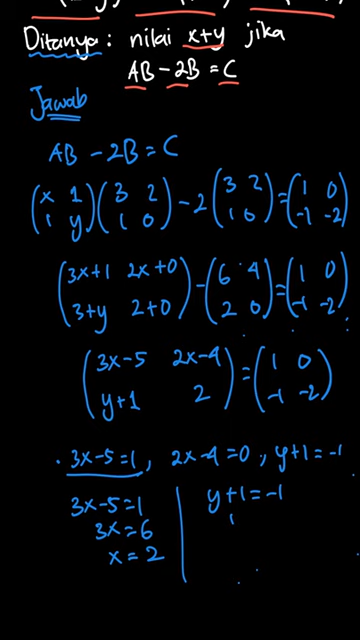 Ditanya : nilai x+y jika
AB - 2B = C
Jawab
AB - 2B = C
(x 1) (3 2) - 2 (3 2) = (1 0)
(1 y) (1 0) (1 0) (-1 -2)
(3x+1 2x+0) - (6 4) = (1 0)
(3+y 2+0) (2 0) (-1 -2)
(3x-5 2x-4) = (1 0)
(y+1 2) (-1 -2)
3x-5=1, 2x-4=0, y+1=-1
3x-5=1 | y+1=-1
3x=6
x=2